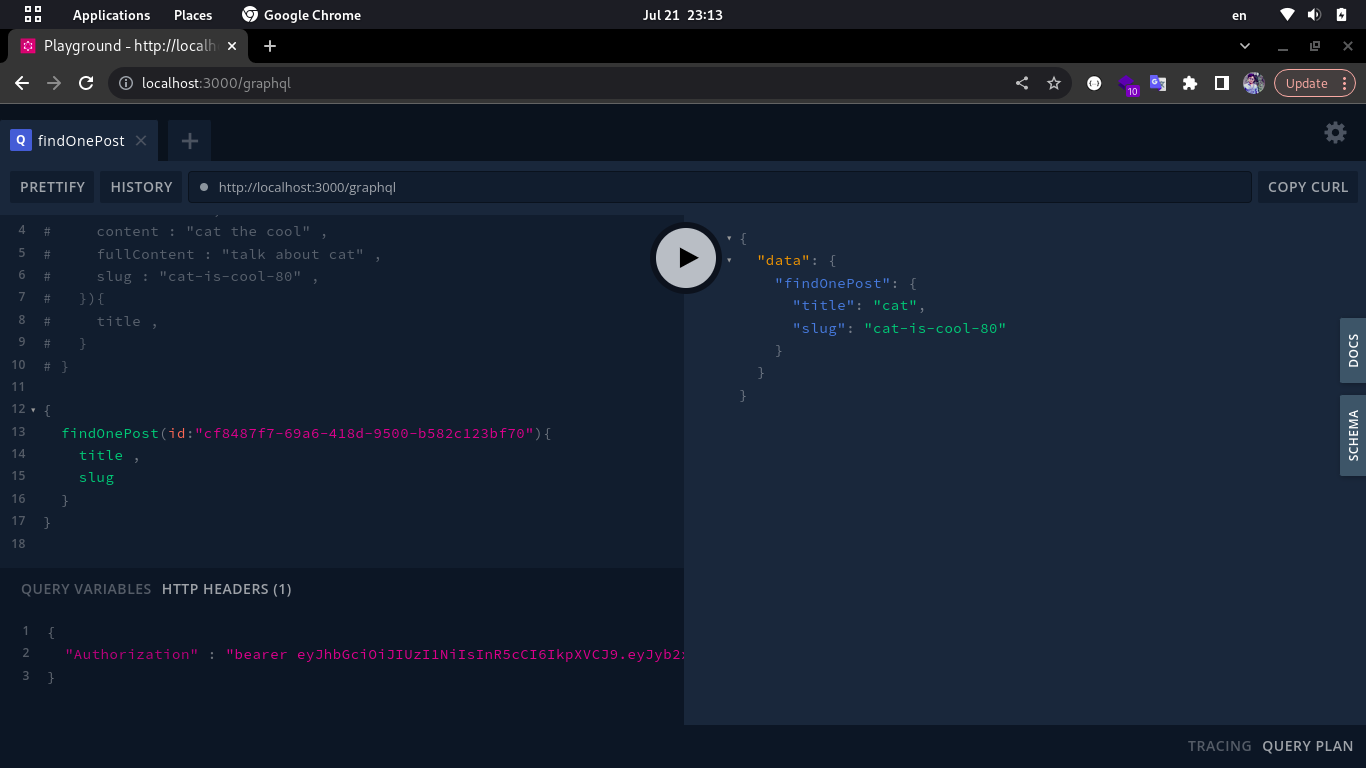 Applications Places Google Chrome Jul 21 23:13 en
Playground - http://localh
localhost:3000/graphql 10 Update
Q findOnePost
PRETTIFY HISTORY http://localhost:3000/graphql COPY CURL
4 # content : "cat the cool" ,
5 # fullContent : "talk about cat" ,
6 # slug : "cat-is-cool-80" ,
7 # }){
8 # title ,
9 # }
10 # }
11
12 {
13 findOnePost(id:"cf8487f7-69a6-418d-9500-b582c123bf70"){
14 title ,
15 slug
16 }
17 }
18
{
"data": {
"findOnePost": {
"title": "cat",
"slug": "cat-is-cool-80"
}
}
}
DOCS
SCHEMA
QUERY VARIABLES HTTP HEADERS (1)
1 {
2 "Authorization" : "bearer eyJhbGciOiJIUzI1NiIsInR5cCI6IkpXVCJ9.eyJyb2
3 }
TRACING QUERY PLAN